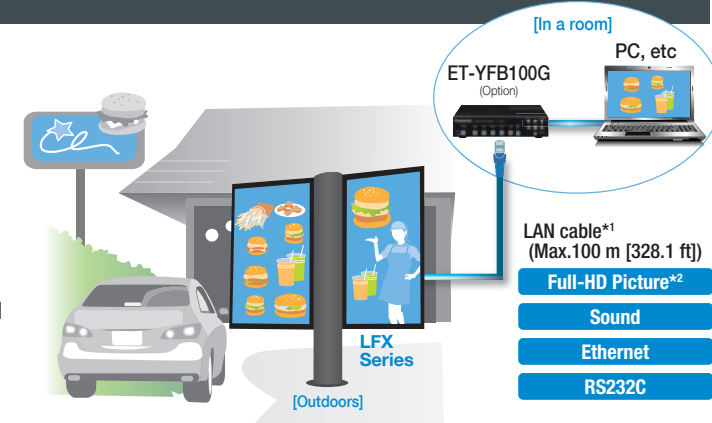 [In a room]
PC, etc
ET-YFB100G
(Option)
LAN cable*1
(Max.100 m [328.1 ft])
Full-HD Picture*2
Sound
Ethernet
RS232C
LFX
Series
[Outdoors]